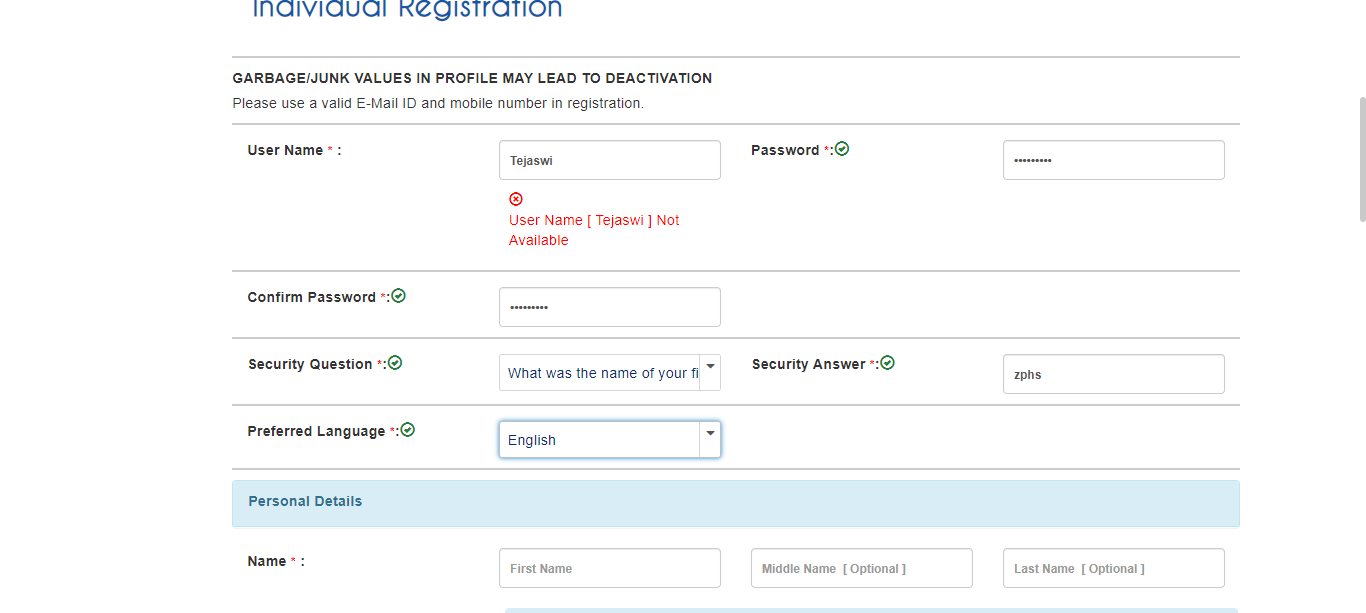 Individual Registration
GARBAGE/JUNK VALUES IN PROFILE MAY LEAD TO DEACTIVATION
Please use a valid E-Mail ID and mobile number in registration.
User Name * :
Tejaswi
Password *:
•••••••••
User Name [ Tejaswi ] Not
Available
Confirm Password *:
•••••••••
Security Question *:
What was the name of your fi
Security Answer *:
zphs
Preferred Language *:
English
Personal Details
Name * :
First Name
Middle Name [ Optional ]
Last Name [ Optional ]